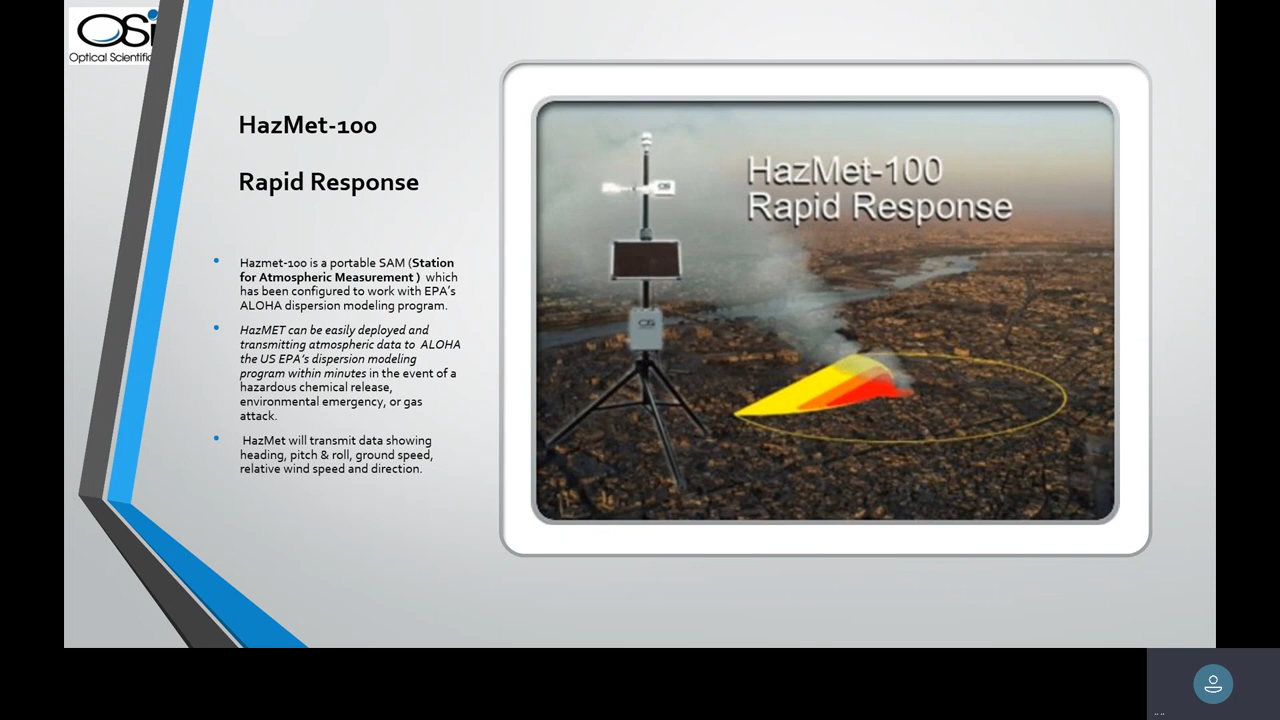 OSi
Optical Scientific
HazMet-100
Rapid Response
Hazmet-100 is a portable SAM (Station
for Atmospheric Measurement ) which
has been configured to work with EPA's
ALOHA dispersion modeling program.
HazMET can be easily deployed and
transmitting atmospheric data to ALOHA
the US EPA's dispersion modeling
program within minutes in the event of a
hazardous chemical release,
environmental emergency, or gas
attack.
HazMet will transmit data showing
heading, pitch & roll, ground speed,
relative wind speed and direction.
HazMet-100
Rapid Response
OSi